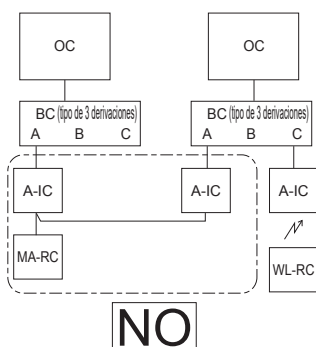 OC OC
BC (tipo de 3 derivaciones) BC (tipo de 3 derivaciones)
A B C A B C
A-IC A-IC A-IC
MA-RC WL-RC
NO